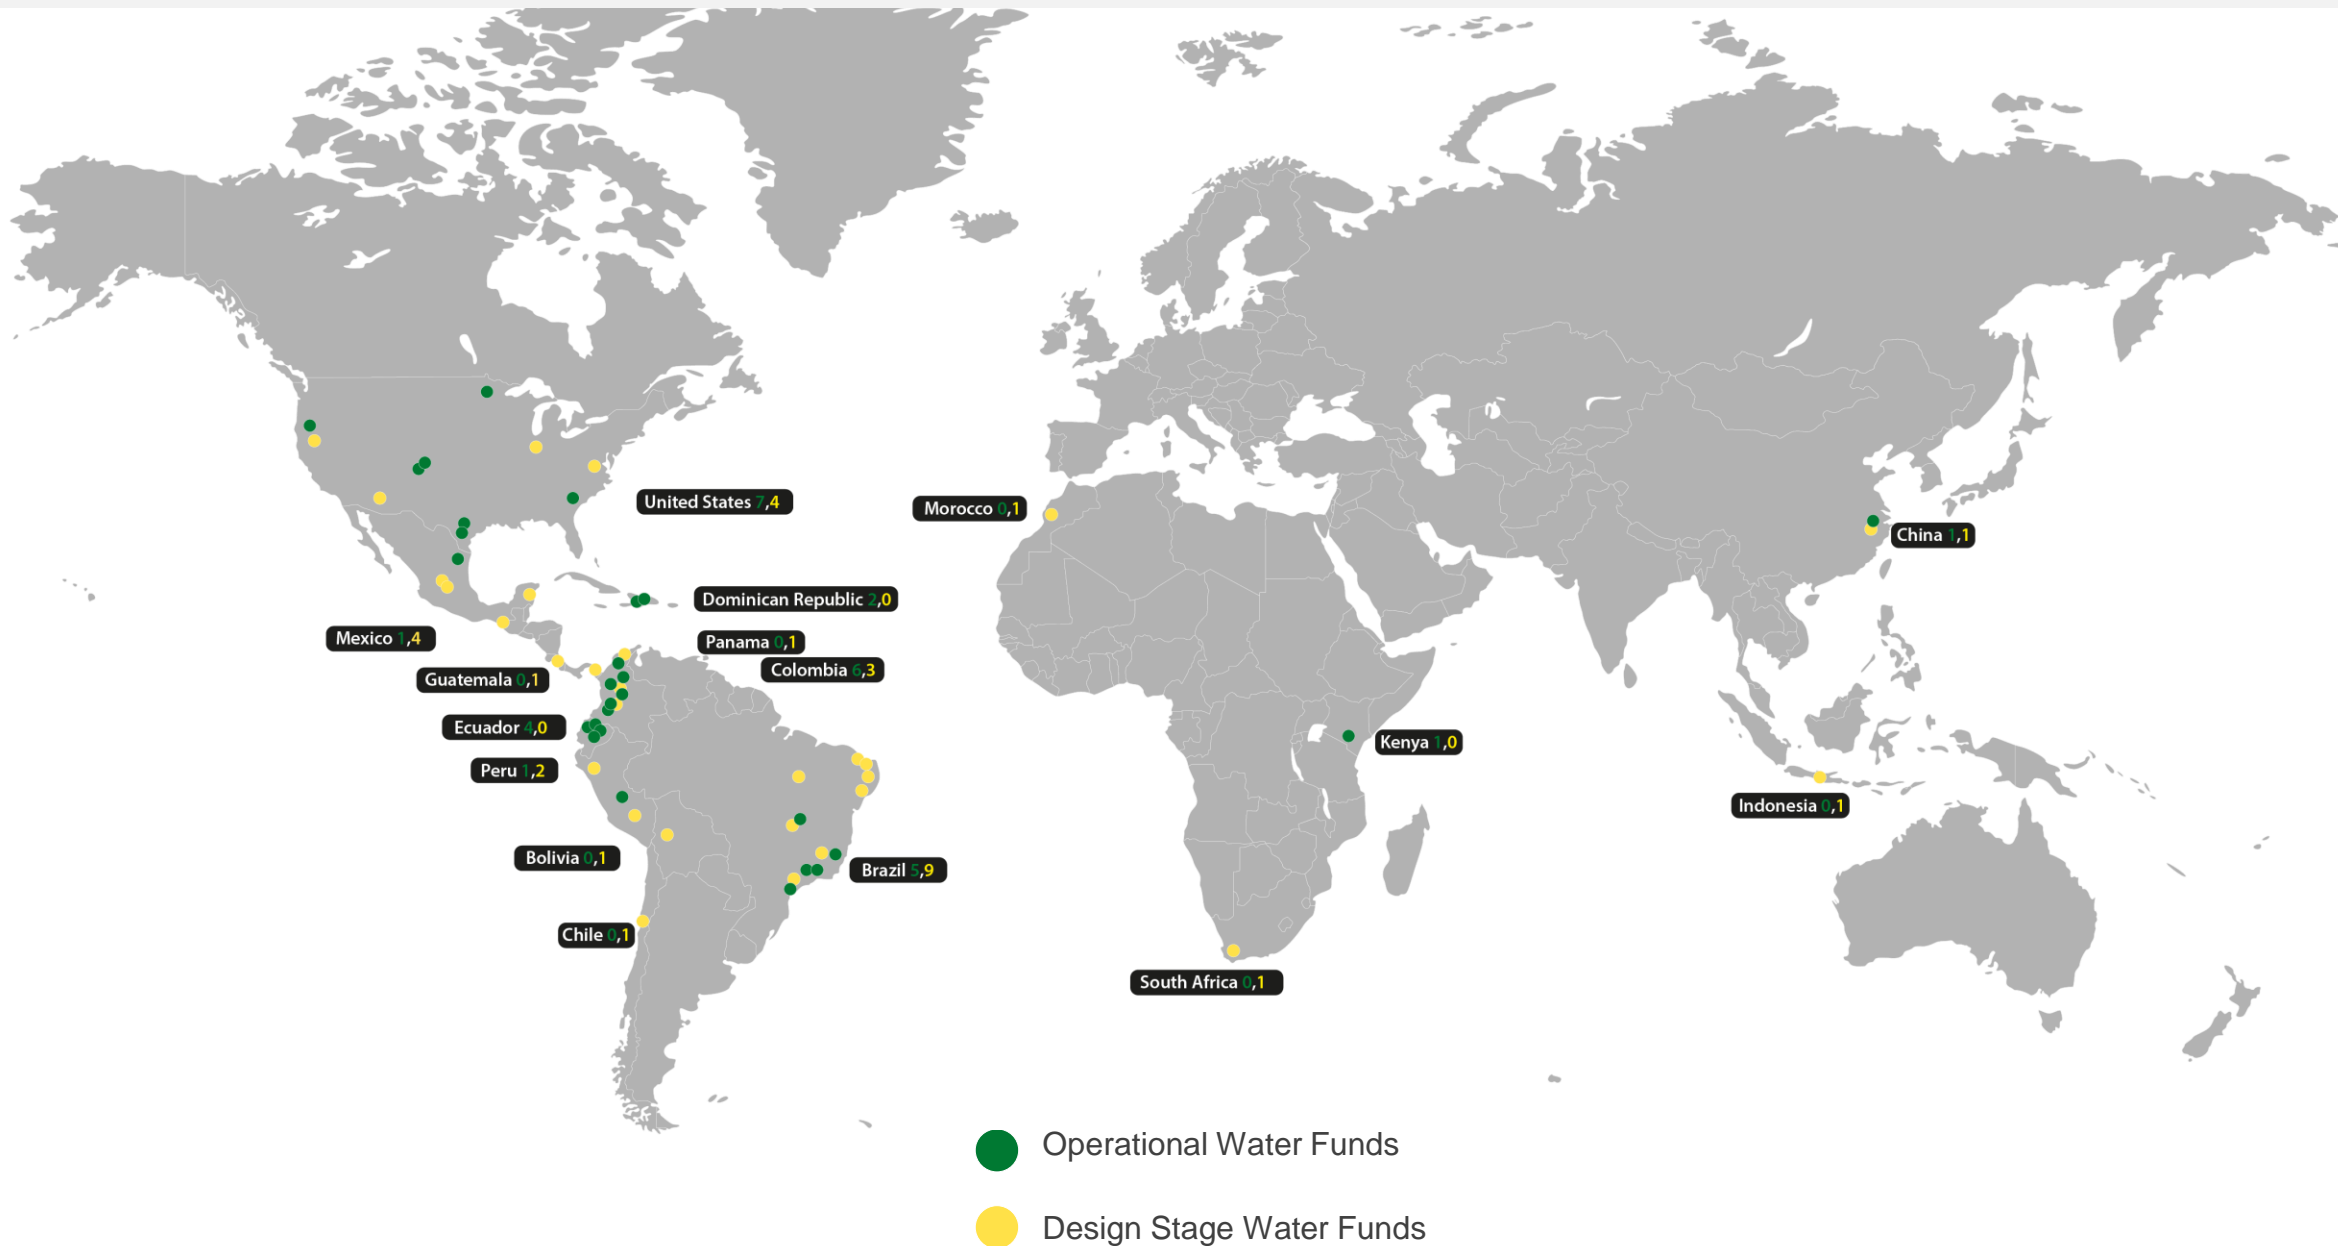 United States 7,4
Morocco 0,1
China 1,1
Dominican Republic 2,0
Mexico 1,4
Panama 0,1
Colombia 6,3
Guatemala 0,1
Ecuador 4,0
Kenya 1,0
Peru 1,2
Indonesia 0,1
Bolivia 0,1
Brazil 5,9
Chile 0,1
South Africa 0,1
Operational Water Funds
Design Stage Water Funds